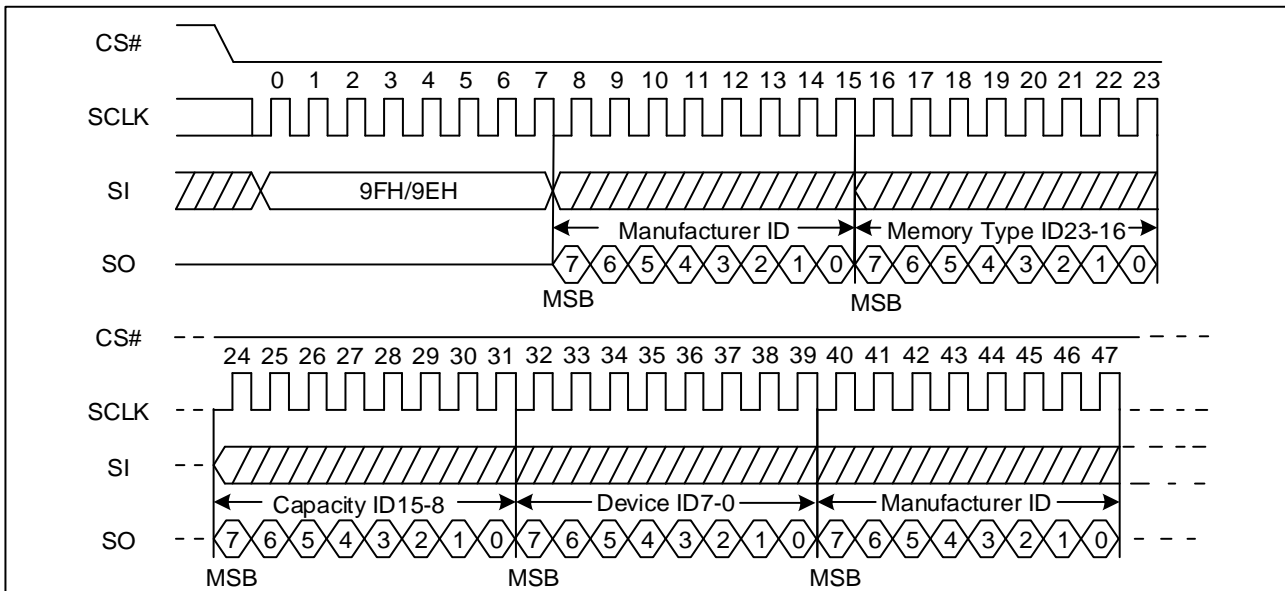 CS#
0 1 2 3 4 5 6 7 8 9 10 11 12 13 14 15 16 17 18 19 20 21 22 23
SCLK
SI 9FH/9EH
Manufacturer ID Memory Type ID23-16
SO 7 6 5 4 3 2 1 0 7 6 5 4 3 2 1 0
MSB MSB
CS#
24 25 26 27 28 29 30 31 32 33 34 35 36 37 38 39 40 41 42 43 44 45 46 47
SCLK
SI
Capacity ID15-8 Device ID7-0 Manufacturer ID
SO 7 6 5 4 3 2 1 0 7 6 5 4 3 2 1 0 7 6 5 4 3 2 1 0
MSB MSB MSB